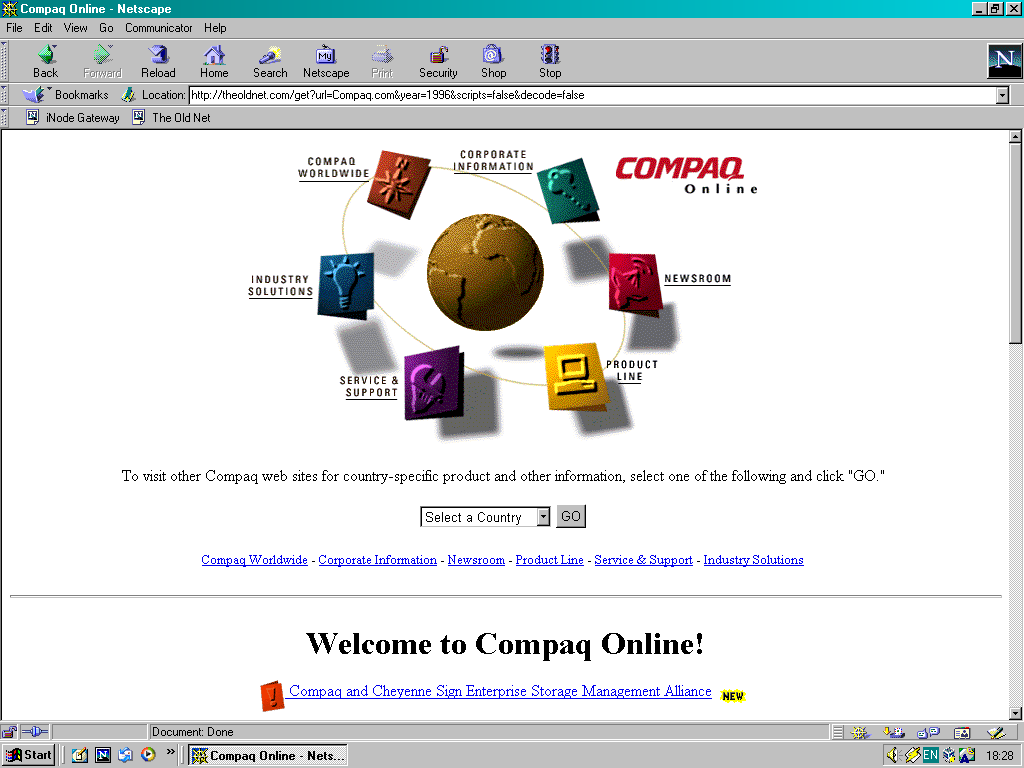 Compaq Online - Netscape
File Edit View Go Communicator Help
Back Forward Reload Home Search Netscape Print Security Shop Stop
My
N
Bookmarks Location: http://theoldnet.com/get?url=Compaq.com&year=1996&scripts=false&decode=false
iNode Gateway The Old Net
COMPAQ
WORLDWIDE
CORPORATE
INFORMATION
COMPAQ
Online
INDUSTRY
SOLUTIONS
NEWSROOM
SERVICE &
SUPPORT
PRODUCT
LINE
To visit other Compaq web sites for country-specific product and other information, select one of the following and click "GO."
Select a Country GO
Compaq Worldwide - Corporate Information - Newsroom - Product Line - Service & Support - Industry Solutions
Welcome to Compaq Online!
! Compaq and Cheyenne Sign Enterprise Storage Management Alliance NEW
Document: Done
Start » Compaq Online - Nets... EN 18:28